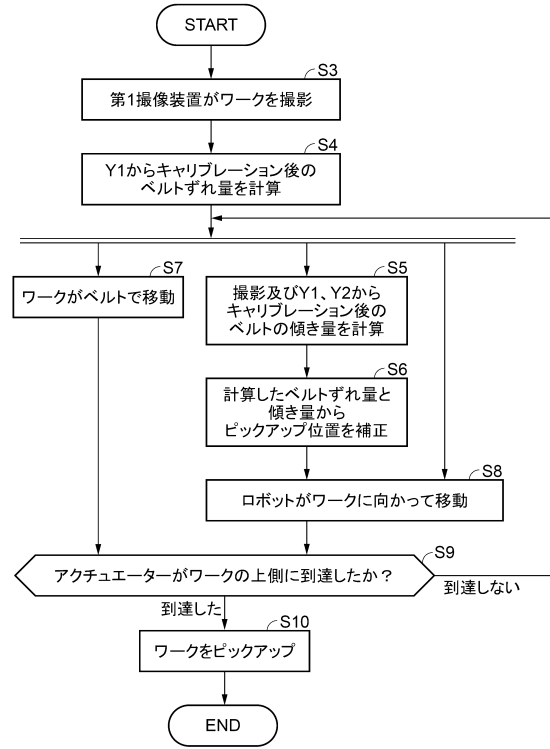 START
S3
第1撮像装置がワークを撮影
S4
Y1からキャリブレーション後の
ベルトずれ量を計算
S7
ワークがベルトで移動
S5
撮影及びY1、Y2から
キャリブレーション後の
ベルトの傾き量を計算
S6
計算したベルトずれ量と
傾き量から
ピックアップ位置を補正
S8
ロボットがワークに向かって移動
S9
アクチュエーターがワークの上側に到達したか？
到達しない
到達した
S10
ワークをピックアップ
END